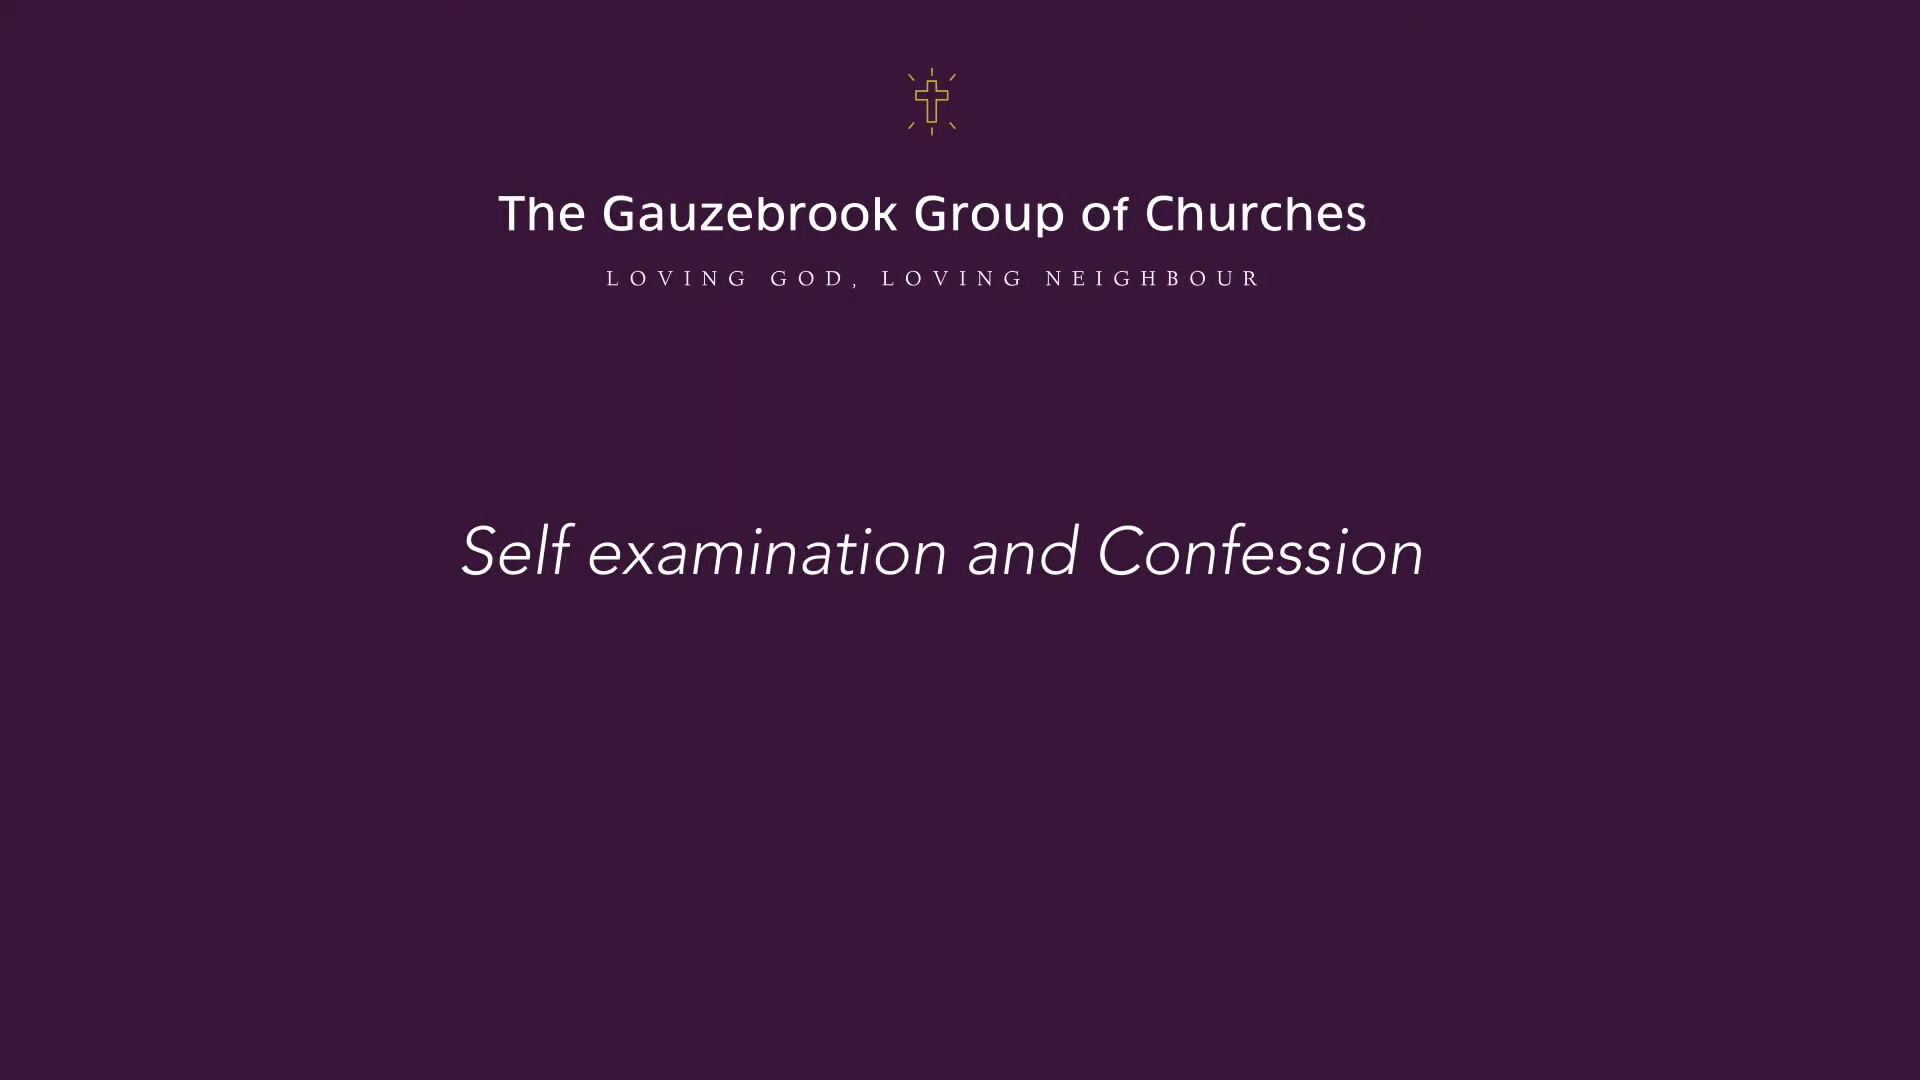 The Gauzebrook Group of Churches
LOVING GOD, LOVING NEIGHBOUR
Self examination and Confession